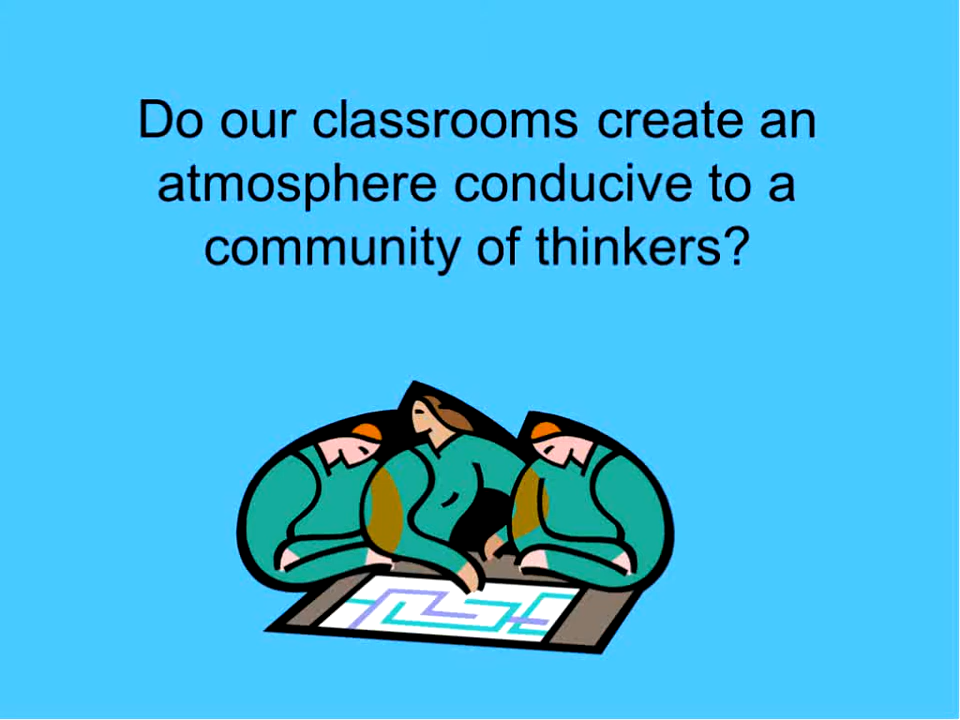 Do our classrooms create an
atmosphere conducive to a
community of thinkers?